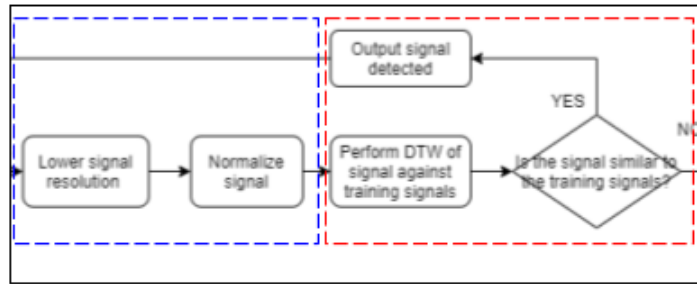 Output signal
detected
YES
NO
Lower signal
resolution
Normalize
signal
Perform DTW of
signal against
training signals
Is the signal similar to
the training signals?